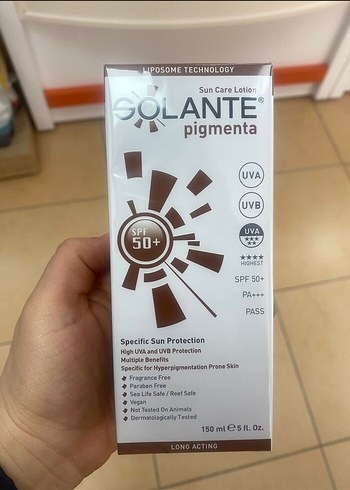 LIPOSOME TECHNOLOGY
Sun Care Lotion
SOLANTE®
pigmenta
UVA
UVB
SPF
50+
UVA
★★★
★★
★★★★
HIGHEST
SPF 50+
PA+++
PASS
Specific Sun Protection
High UVA and UVB Protection
Multiple Benefits
Specific for Hyperpigmentation Prone Skin
Fragrance Free
Paraben Free
Sea Life Safe / Reef Safe
Vegan
Not Tested On Animals
Dermatologically Tested
150 ml ℮ 5 fl. Oz.
LONG ACTING